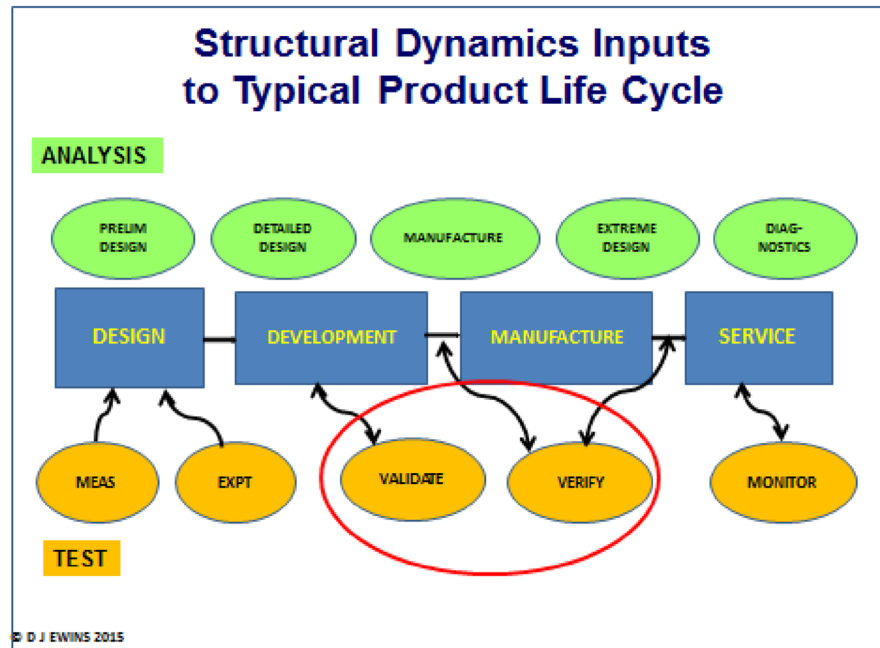 Structural Dynamics Inputs
to Typical Product Life Cycle
ANALYSIS
PRELIM
DESIGN
DETAILED
DESIGN
MANUFACTURE
EXTREME
DESIGN
DIAG-
NOSTICS
DESIGN
DEVELOPMENT
MANUFACTURE
SERVICE
MEAS
EXPT
VALIDATE
VERIFY
MONITOR
TEST
© D J EWINS 2015